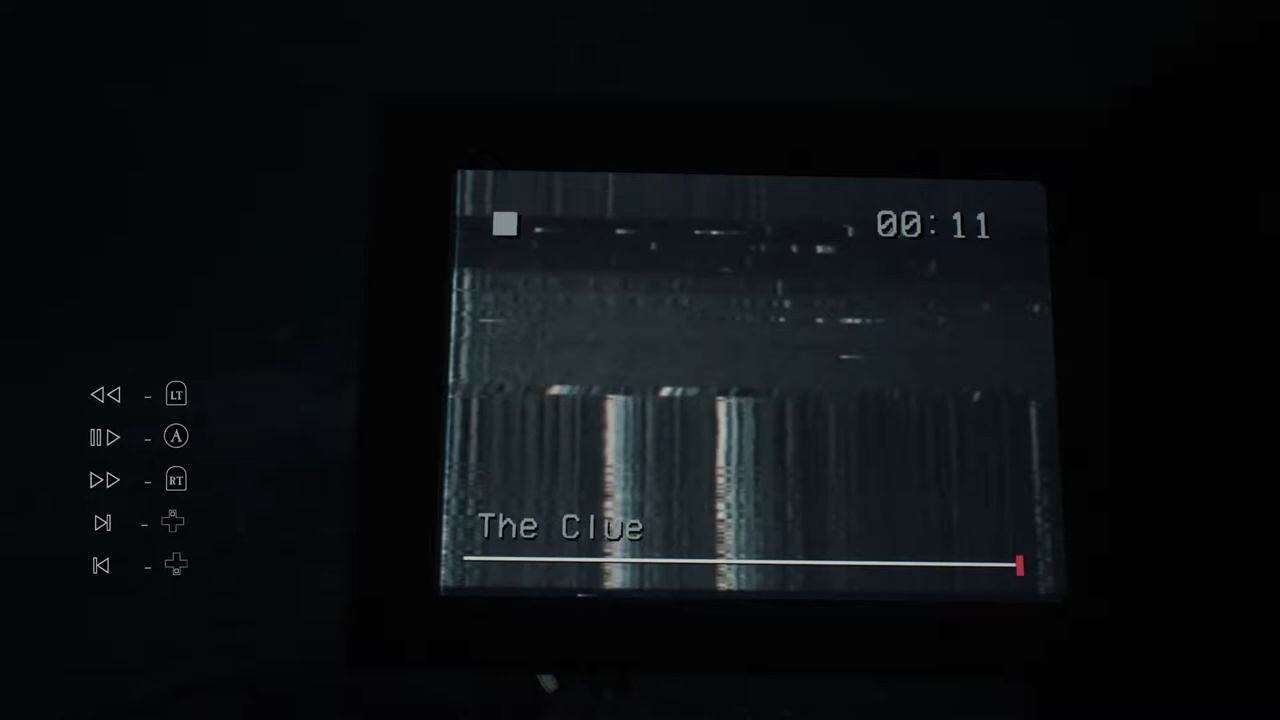 00:11
- LT
- A
- RT
-
-
The Clue